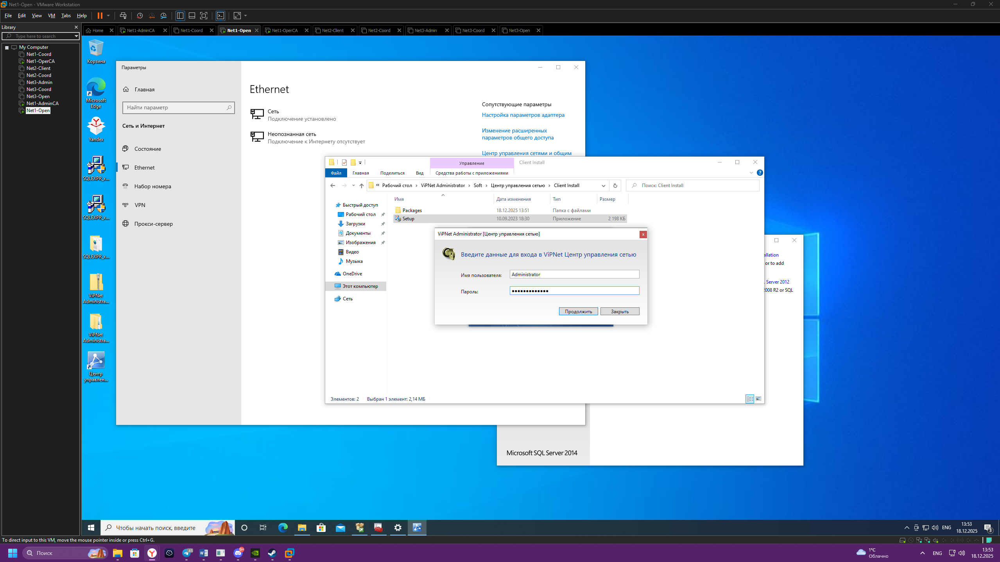 Net1-Open - VMware Workstation
File Edit View VM Tabs Help
Library
Type here to search
My Computer
Net1-Coord
Net1-OperCA
Net2-Client
Net2-Coord
Net3-Admin
Net3-Coord
Net3-Open
Net1-AdminCA
Net1-Open
Home Net1-AdminCA Net1-Coord Net1-Open Net1-OperCA Net2-Client Net2-Coord Net3-Admin Net3-Coord Net3-Open
Корзина
Microsoft
Edge
Yandex
SQLEXPR_x...
SQLEXPR_x...
SQLEXPR_x...
ViPNet
Administra...
ViPNet
Administra...
Центр
управлен...
Параметры
Главная
Найти параметр
Сеть и Интернет
Состояние
Ethernet
Набор номера
VPN
Прокси-сервер
Ethernet
Сеть
Подключение установлено
Неопознанная сеть
Подключение к Интернету отсутствует
Сопутствующие параметры
Настройка параметров адаптера
Изменение расширенных
параметров общего доступа
Центр управления сетями и общим
Управление Client Install
Файл Главная Поделиться Вид Средства работы с приложениями
« Рабочий стол › ViPNet Administrator › Soft › Центр управления сетью › Client Install
Поиск: Client Install
Имя Дата изменения Тип Размер
Packages 18.12.2025 13:51 Папка с файлами
Setup 10.09.2023 18:30 Приложение 2 198 КБ
Быстрый доступ
Рабочий стол
Загрузки
Документы
Изображения
Видео
Музыка
OneDrive
Этот компьютер
Сеть
Элементов: 2 Выбран 1 элемент: 2,14 МБ
ViPNet Administrator [Центр управления сетью]
x
Введите данные для входа в ViPNet Центр управления сетью
Имя пользователя: Administrator
Пароль: •••••••••••••
Продолжить Закрыть
allation
or to add
Server 2012
2008 R2 or SQL
Microsoft SQL Server 2014
Чтобы начать поиск, введите
ENG
13:53
18.12.2025
3
To direct input to this VM, move the mouse pointer inside or press Ctrl+G.
Поиск
85
9+
1°C
Облачно
ENG
13:53
18.12.2025